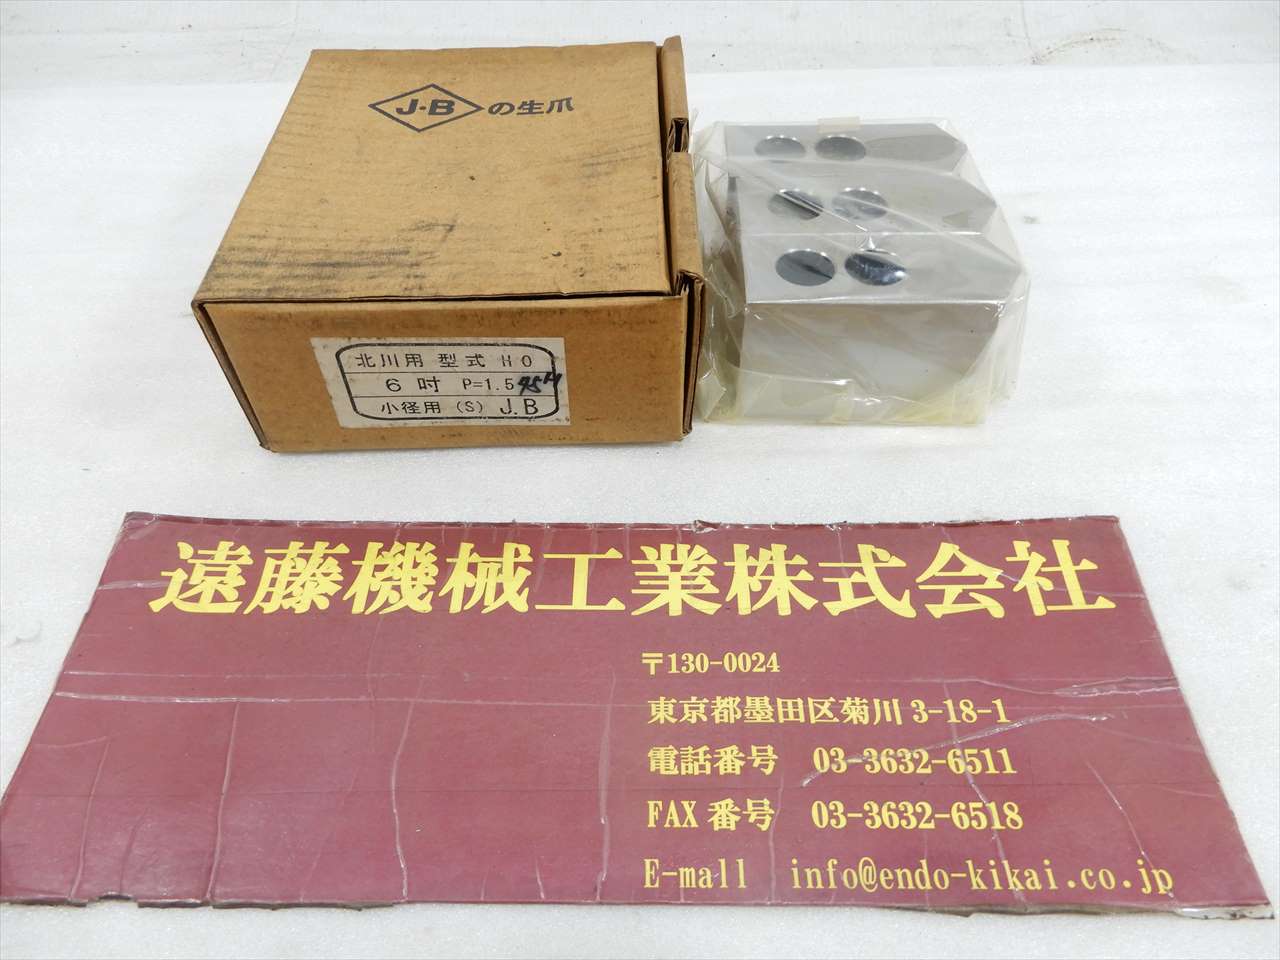 J·Bの生爪
北川用 型式 HO
6吋 P=1.5 45H
小径用 (S) J.B
遠藤機械工業株式会社
〒130-0024
東京都墨田区菊川 3-18-1
電話番号 03-3632-6511
FAX 番号 03-3632-6518
E-mall info@endo-kikai.co.jp